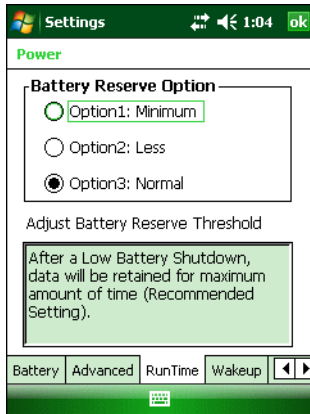 Settings 1:04 ok
Power
Battery Reserve Option
Option1: Minimum
Option2: Less
Option3: Normal
Adjust Battery Reserve Threshold
After a Low Battery Shutdown,
data will be retained for maximum
amount of time (Recommended
Setting).
Battery Advanced RunTime Wakeup